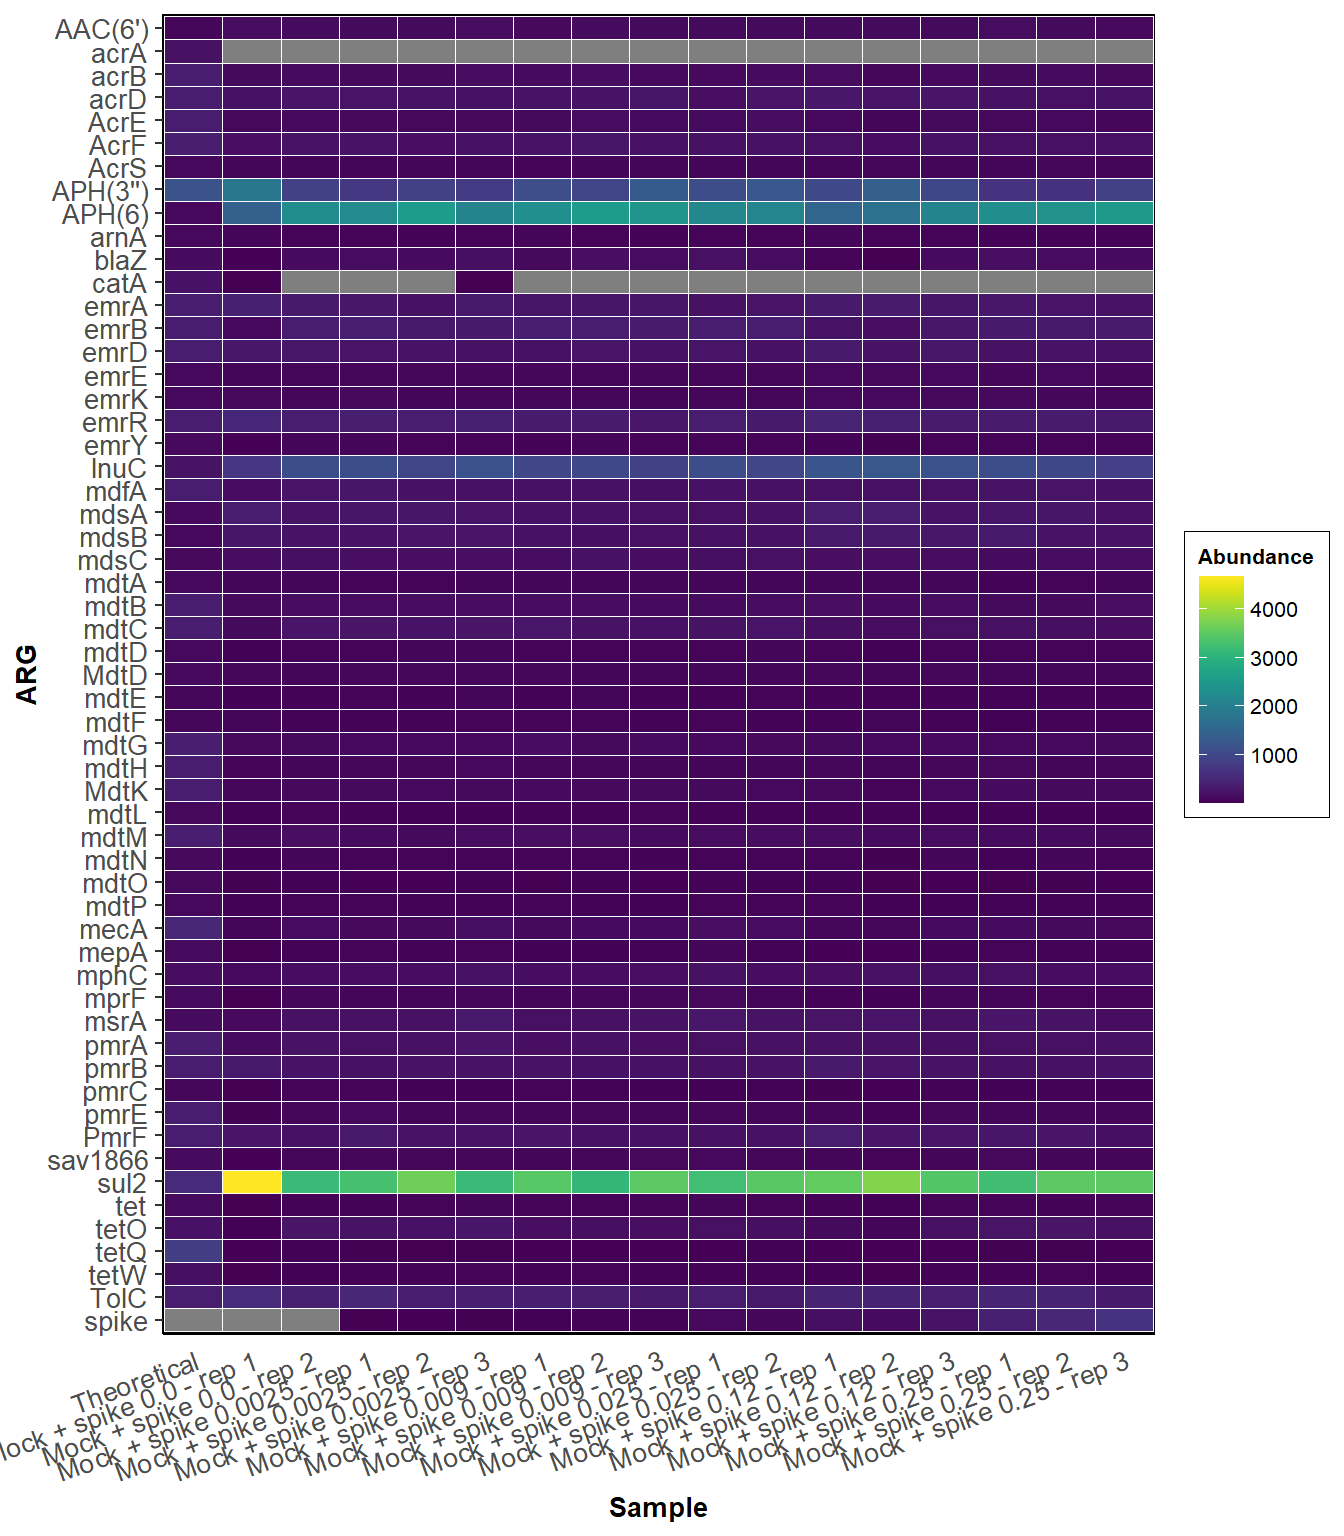 AAC(6')
acrA
acrB
acrD
AcrE
AcrF
AcrS
APH(3'')
APH(6)
arnA
blaZ
catA
emrA
emrB
emrD
emrE
emrK
emrR
emrY
lnuC
mdfA
mdsA
mdsB
mdsC
mdtA
mdtB
mdtC
mdtD
MdtD
mdtE
mdtF
mdtG
mdtH
MdtK
mdtL
mdtM
mdtN
mdtO
mdtP
mecA
mepA
mphC
mprF
msrA
pmrA
pmrB
pmrC
pmrE
PmrF
sav1866
sul2
tet
tetO
tetQ
tetW
TolC
spike
ARG
Abundance
4000
3000
2000
1000
Theoretical
lock + spike 0.0 - rep 1
Mock + spike 0.0 - rep 2
Mock + spike 0.0025 - rep 1
Mock + spike 0.0025 - rep 2
Mock + spike 0.0025 - rep 3
Mock + spike 0.009 - rep 1
Mock + spike 0.009 - rep 2
Mock + spike 0.009 - rep 3
Mock + spike 0.025 - rep 1
Mock + spike 0.025 - rep 2
Mock + spike 0.12 - rep 1
Mock + spike 0.12 - rep 2
Mock + spike 0.12 - rep 3
Mock + spike 0.25 - rep 1
Mock + spike 0.25 - rep 2
Mock + spike 0.25 - rep 3
Sample